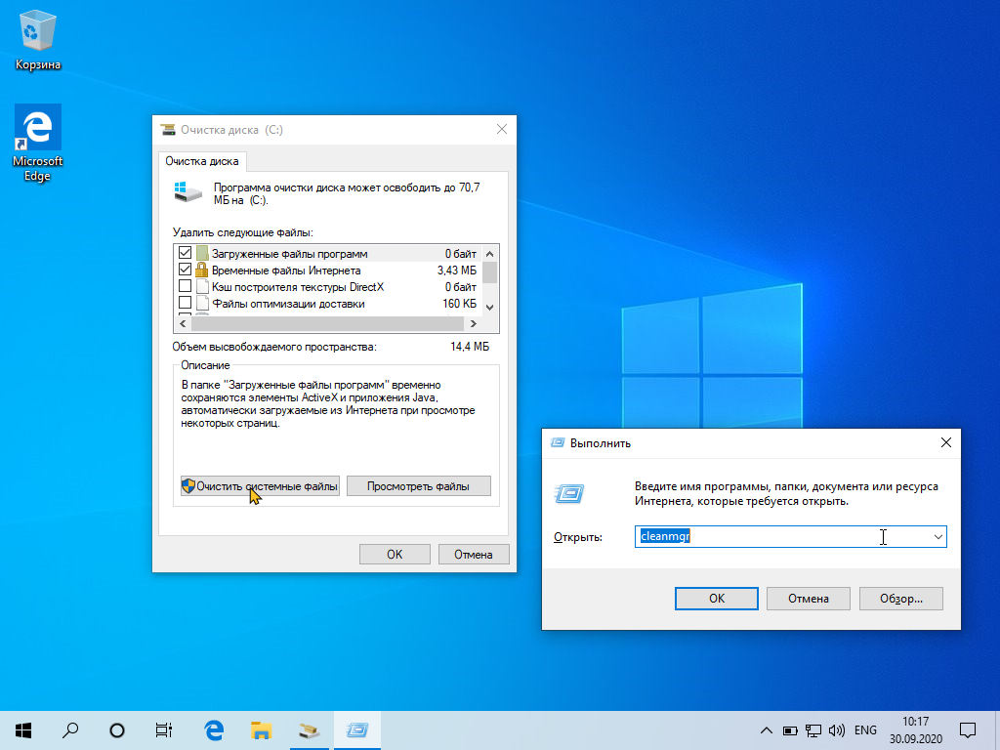 Корзина
Microsoft
Edge
Очистка диска (C:)
Очистка диска
Программа очистки диска может освободить до 70,7
МБ на (C:).
Удалить следующие файлы:
Загруженные файлы программ 0 байт
Временные файлы Интернета 3,43 МБ
Кэш построителя текстуры DirectX 0 байт
Файлы оптимизации доставки 160 КБ
Объем высвобождаемого пространства: 14,4 МБ
Описание
В папке "Загруженные файлы программ" временно
сохраняются элементы ActiveX и приложения Java,
автоматически загружаемые из Интернета при просмотре
некоторых страниц.
Очистить системные файлы
Просмотреть файлы
OK
Отмена
Выполнить
Введите имя программы, папки, документа или ресурса
Интернета, которые требуется открыть.
Открыть: cleanmgr
OK
Отмена
Обзор...
ENG
10:17
30.09.2020